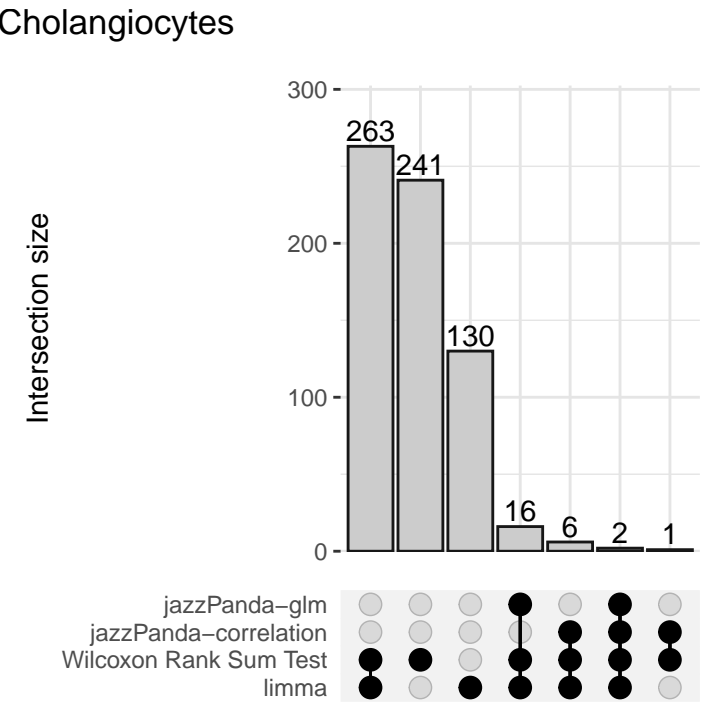 Cholangiocytes
Intersection size
300
200
100
0
263
241
130
16
6
2
1
jazzPanda−glm
jazzPanda−correlation
Wilcoxon Rank Sum Test
limma